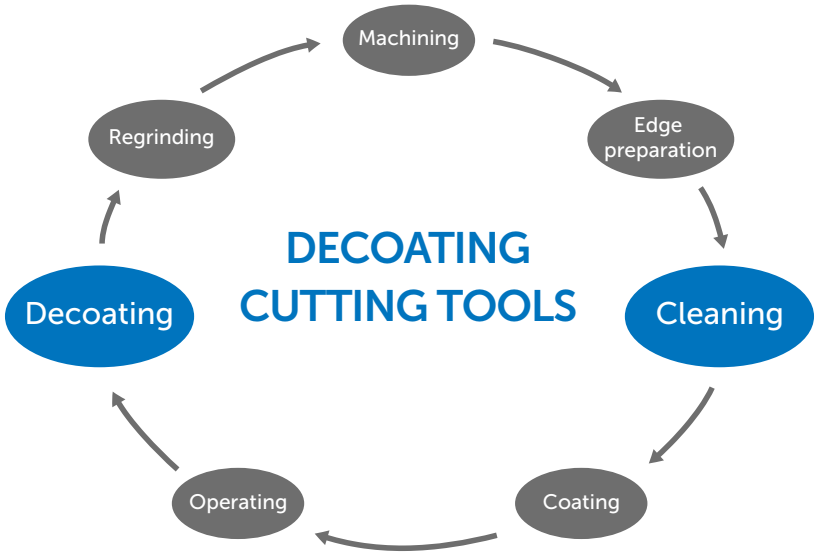 Machining
Regrinding
Edge
preparation
DECOATING
CUTTING TOOLS
Decoating
Cleaning
Operating
Coating